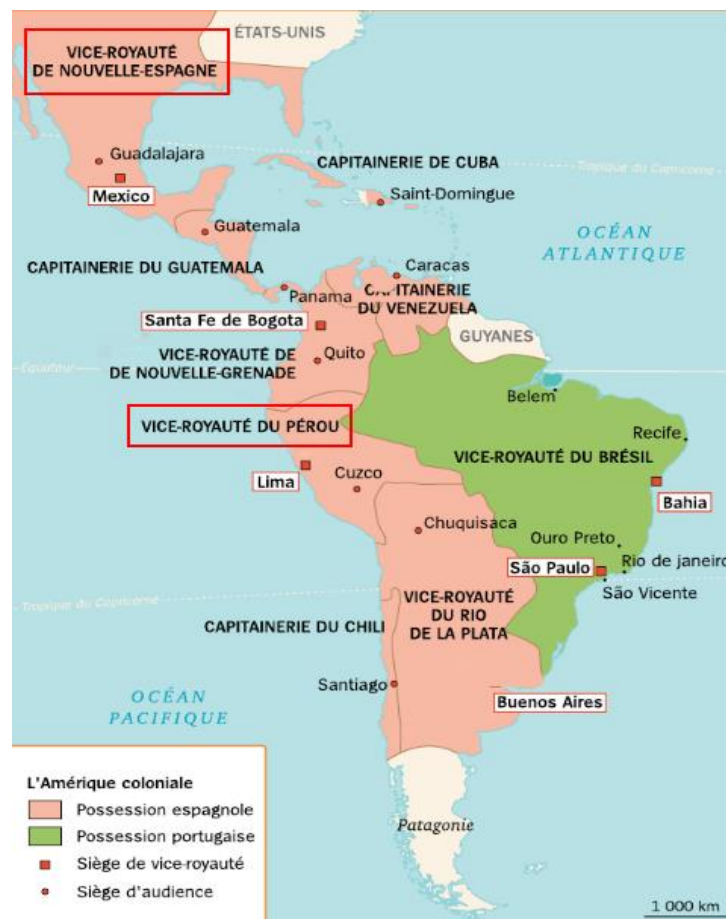 ÉTATS-UNIS
VICE-ROYAUTÉ
DE NOUVELLE-ESPAGNE
Guadalajara
Mexico
CAPITAINERIE DE CUBA
Tropique du Capricorne
Saint-Domingue
Guatemala
OCÉAN
ATLANTIQUE
CAPITAINERIE DU GUATEMALA
Caracas
Panama
CAPITAINERIE
DU VENEZUELA
Santa Fe de Bogota
GUYANES
VICE-ROYAUTÉ DE
DE NOUVELLE-GRENADE
Quito
Équateur
Belem
VICE-ROYAUTÉ DU PÉROU
Recife
VICE-ROYAUTÉ DU BRÉSIL
Lima
Cuzco
Bahia
Chuquisaca
Ouro Preto
São Paulo
Rio de janeiro
São Vicente
Tropique du Capricorne
VICE-ROYAUTÉ
DU RIO
DE LA PLATA
CAPITAINERIE DU CHILI
Santiago
Buenos Aires
OCÉAN
PACIFIQUE
Patagonie
L'Amérique coloniale
Possession espagnole
Possession portugaise
Siège de vice-royauté
Siège d'audience
1 000 km